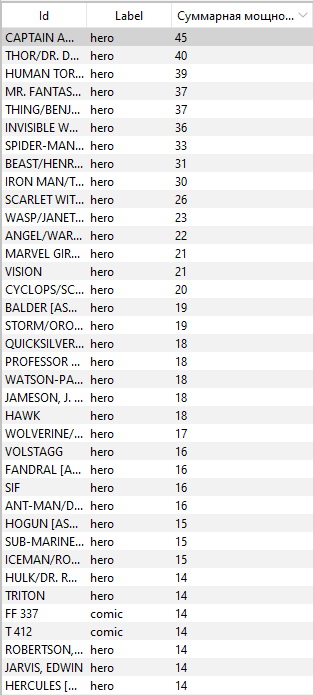 Id Label Суммарная мощно...
CAPTAIN A... hero 45
THOR/DR. D... hero 40
HUMAN TOR... hero 39
MR. FANTAS... hero 37
THING/BENJ... hero 37
INVISIBLE W... hero 36
SPIDER-MAN... hero 33
BEAST/HENR... hero 31
IRON MAN/T... hero 30
SCARLET WIT... hero 26
WASP/JANET... hero 23
ANGEL/WAR... hero 22
MARVEL GIR... hero 21
VISION hero 21
CYCLOPS/SC... hero 20
BALDER [AS... hero 19
STORM/ORO... hero 19
QUICKSILVER... hero 18
PROFESSOR ... hero 18
WATSON-PA... hero 18
JAMESON, J. ... hero 18
HAWK hero 18
WOLVERINE/... hero 17
VOLSTAGG hero 16
FANDRAL [A... hero 16
SIF hero 16
ANT-MAN/D... hero 16
HOGUN [AS... hero 15
SUB-MARINE... hero 15
ICEMAN/RO... hero 15
HULK/DR. R... hero 14
TRITON hero 14
FF 337 comic 14
T 412 comic 14
ROBERTSON,... hero 14
JARVIS, EDWIN hero 14
HERCULES [... hero 14